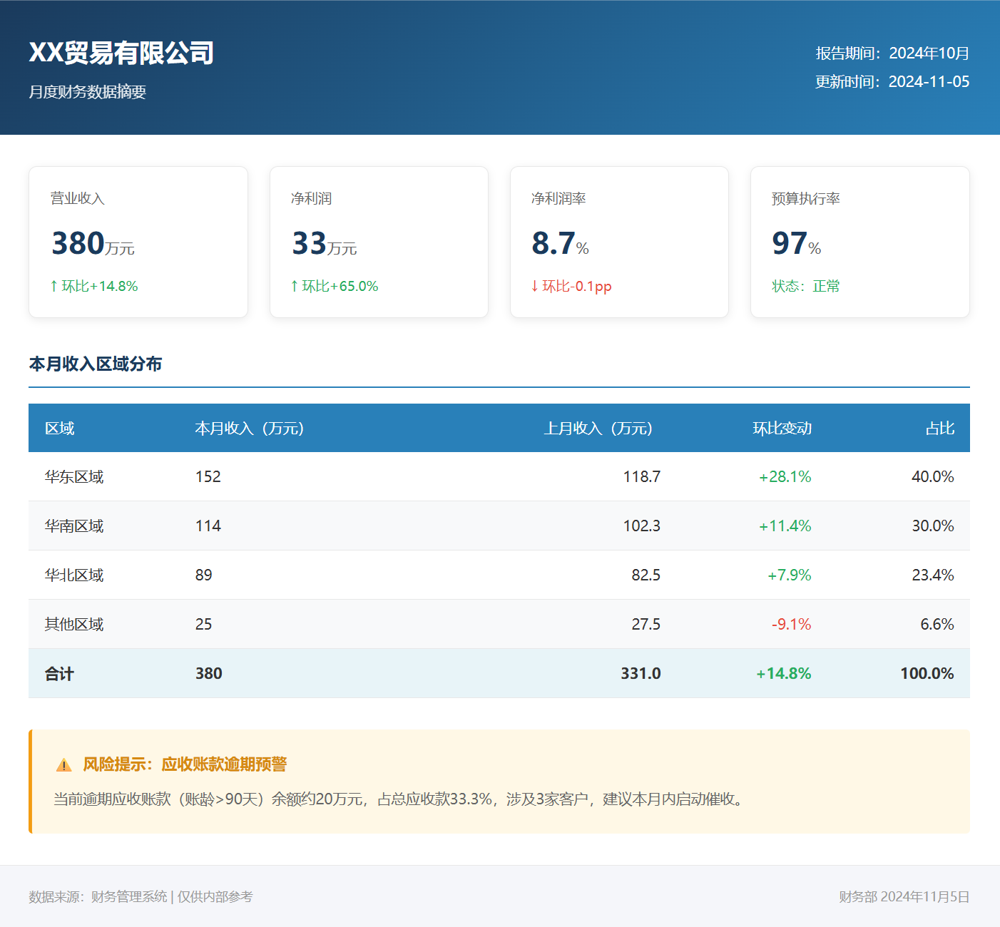 XX贸易有限公司
月度财务数据摘要
报告期间：2024年10月
更新时间：2024-11-05
营业收入
380万元
↑ 环比+14.8%
净利润
33万元
↑ 环比+65.0%
净利润率
8.7%
↓ 环比-0.1pp
预算执行率
97%
状态：正常
本月收入区域分布
区域 本月收入（万元） 上月收入（万元） 环比变动 占比
华东区域 152 118.7 +28.1% 40.0%
华南区域 114 102.3 +11.4% 30.0%
华北区域 89 82.5 +7.9% 23.4%
其他区域 25 27.5 -9.1% 6.6%
合计 380 331.0 +14.8% 100.0%
⚠ 风险提示：应收账款逾期预警
当前逾期应收账款（账龄>90天）余额约20万元，占总应收款33.3%，涉及3家客户，建议本月内启动催收。
数据来源：财务管理系统 | 仅供内部参考
财务部 2024年11月5日